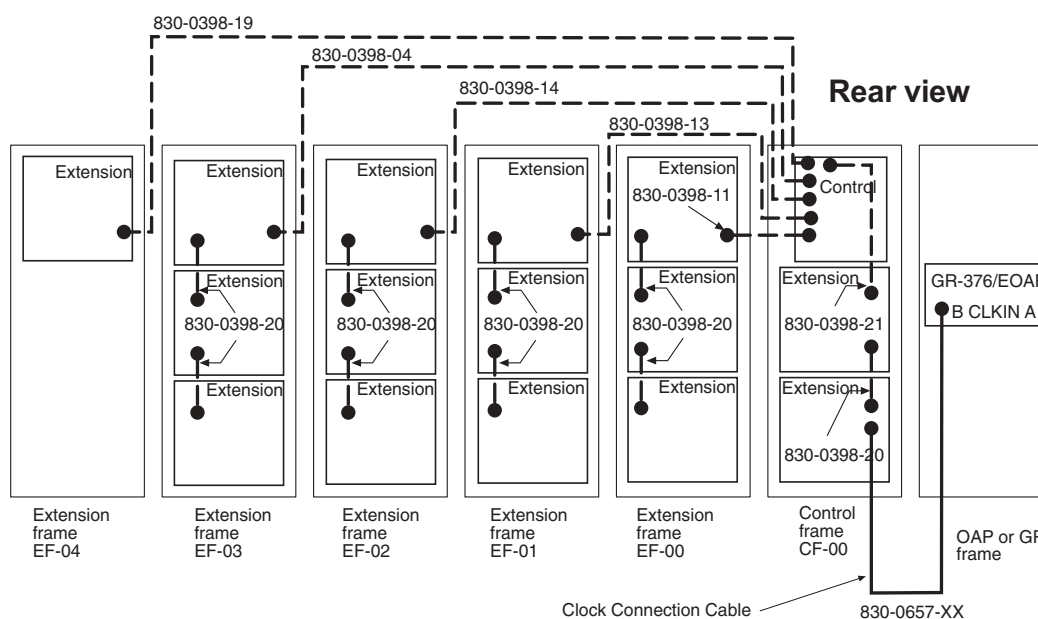 830-0398-19
830-0398-04
830-0398-14
830-0398-13
Rear view
Extension
Extension
Extension
Extension
Extension
830-0398-11
Control
Extension
Extension
Extension
Extension
Extension
830-0398-20
830-0398-20
830-0398-20
830-0398-20
830-0398-21
GR-376/EOAP
B CLKIN A
Extension
Extension
Extension
Extension
Extension
830-0398-20
Extension
frame
EF-04
Extension
frame
EF-03
Extension
frame
EF-02
Extension
frame
EF-01
Extension
frame
EF-00
Control
frame
CF-00
OAP or GR
frame
Clock Connection Cable
830-0657-XX